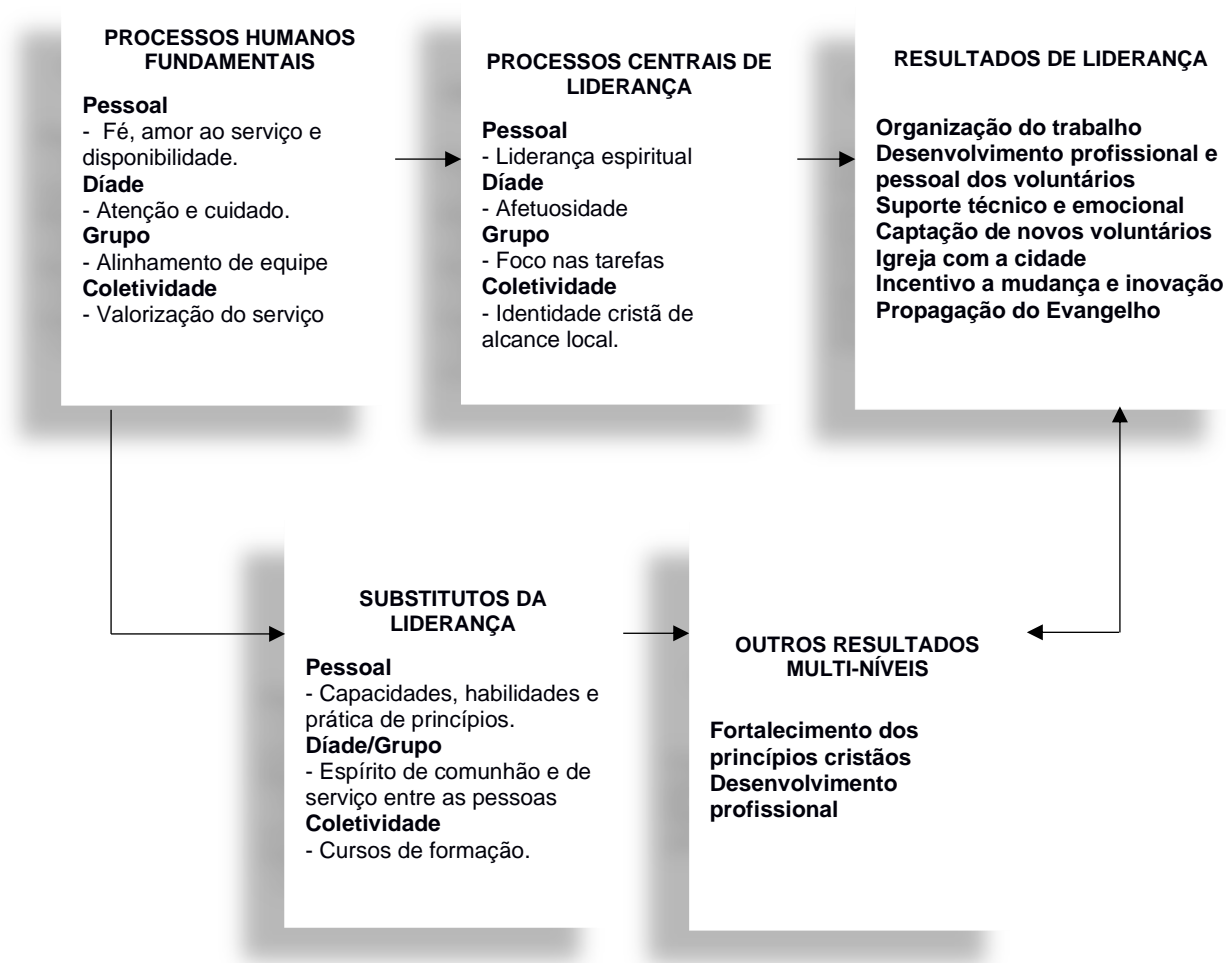 PROCESSOS HUMANOS
FUNDAMENTAIS
Pessoal
- Fé, amor ao serviço e
disponibilidade.
Díade
- Atenção e cuidado.
Grupo
- Alinhamento de equipe
Coletividade
- Valorização do serviço
PROCESSOS CENTRAIS DE
LIDERANÇA
Pessoal
- Liderança espiritual
Díade
- Afetuosidade
Grupo
- Foco nas tarefas
Coletividade
- Identidade cristã de
alcance local.
RESULTADOS DE LIDERANÇA
Organização do trabalho
Desenvolvimento profissional e
pessoal dos voluntários
Suporte técnico e emocional
Captação de novos voluntários
Igreja com a cidade
Incentivo a mudança e inovação
Propagação do Evangelho
SUBSTITUTOS DA
LIDERANÇA
Pessoal
- Capacidades, habilidades e
prática de princípios.
Díade/Grupo
- Espírito de comunhão e de
serviço entre as pessoas
Coletividade
- Cursos de formação.
OUTROS RESULTADOS
MULTI-NÍVEIS
Fortalecimento dos
princípios cristãos
Desenvolvimento
profissional